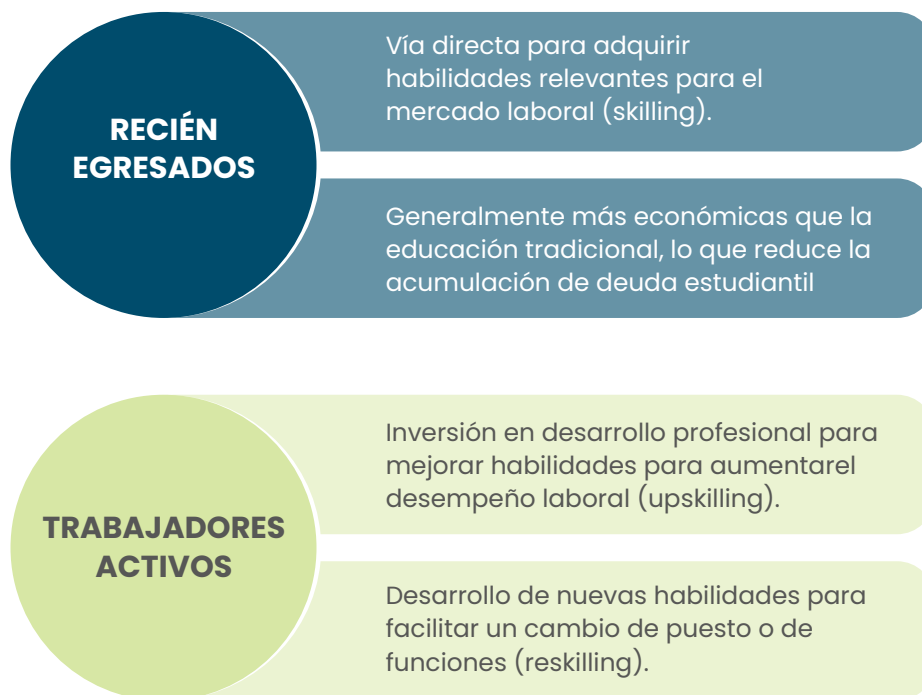 RECIÉN
EGRESADOS
Vía directa para adquirir
habilidades relevantes para el
mercado laboral (skilling).
Generalmente más económicas que la
educación tradicional, lo que reduce la
acumulación de deuda estudiantil
TRABAJADORES
ACTIVOS
Inversión en desarrollo profesional para
mejorar habilidades para aumentarel
desempeño laboral (upskilling).
Desarrollo de nuevas habilidades para
facilitar un cambio de puesto o de
funciones (reskilling).